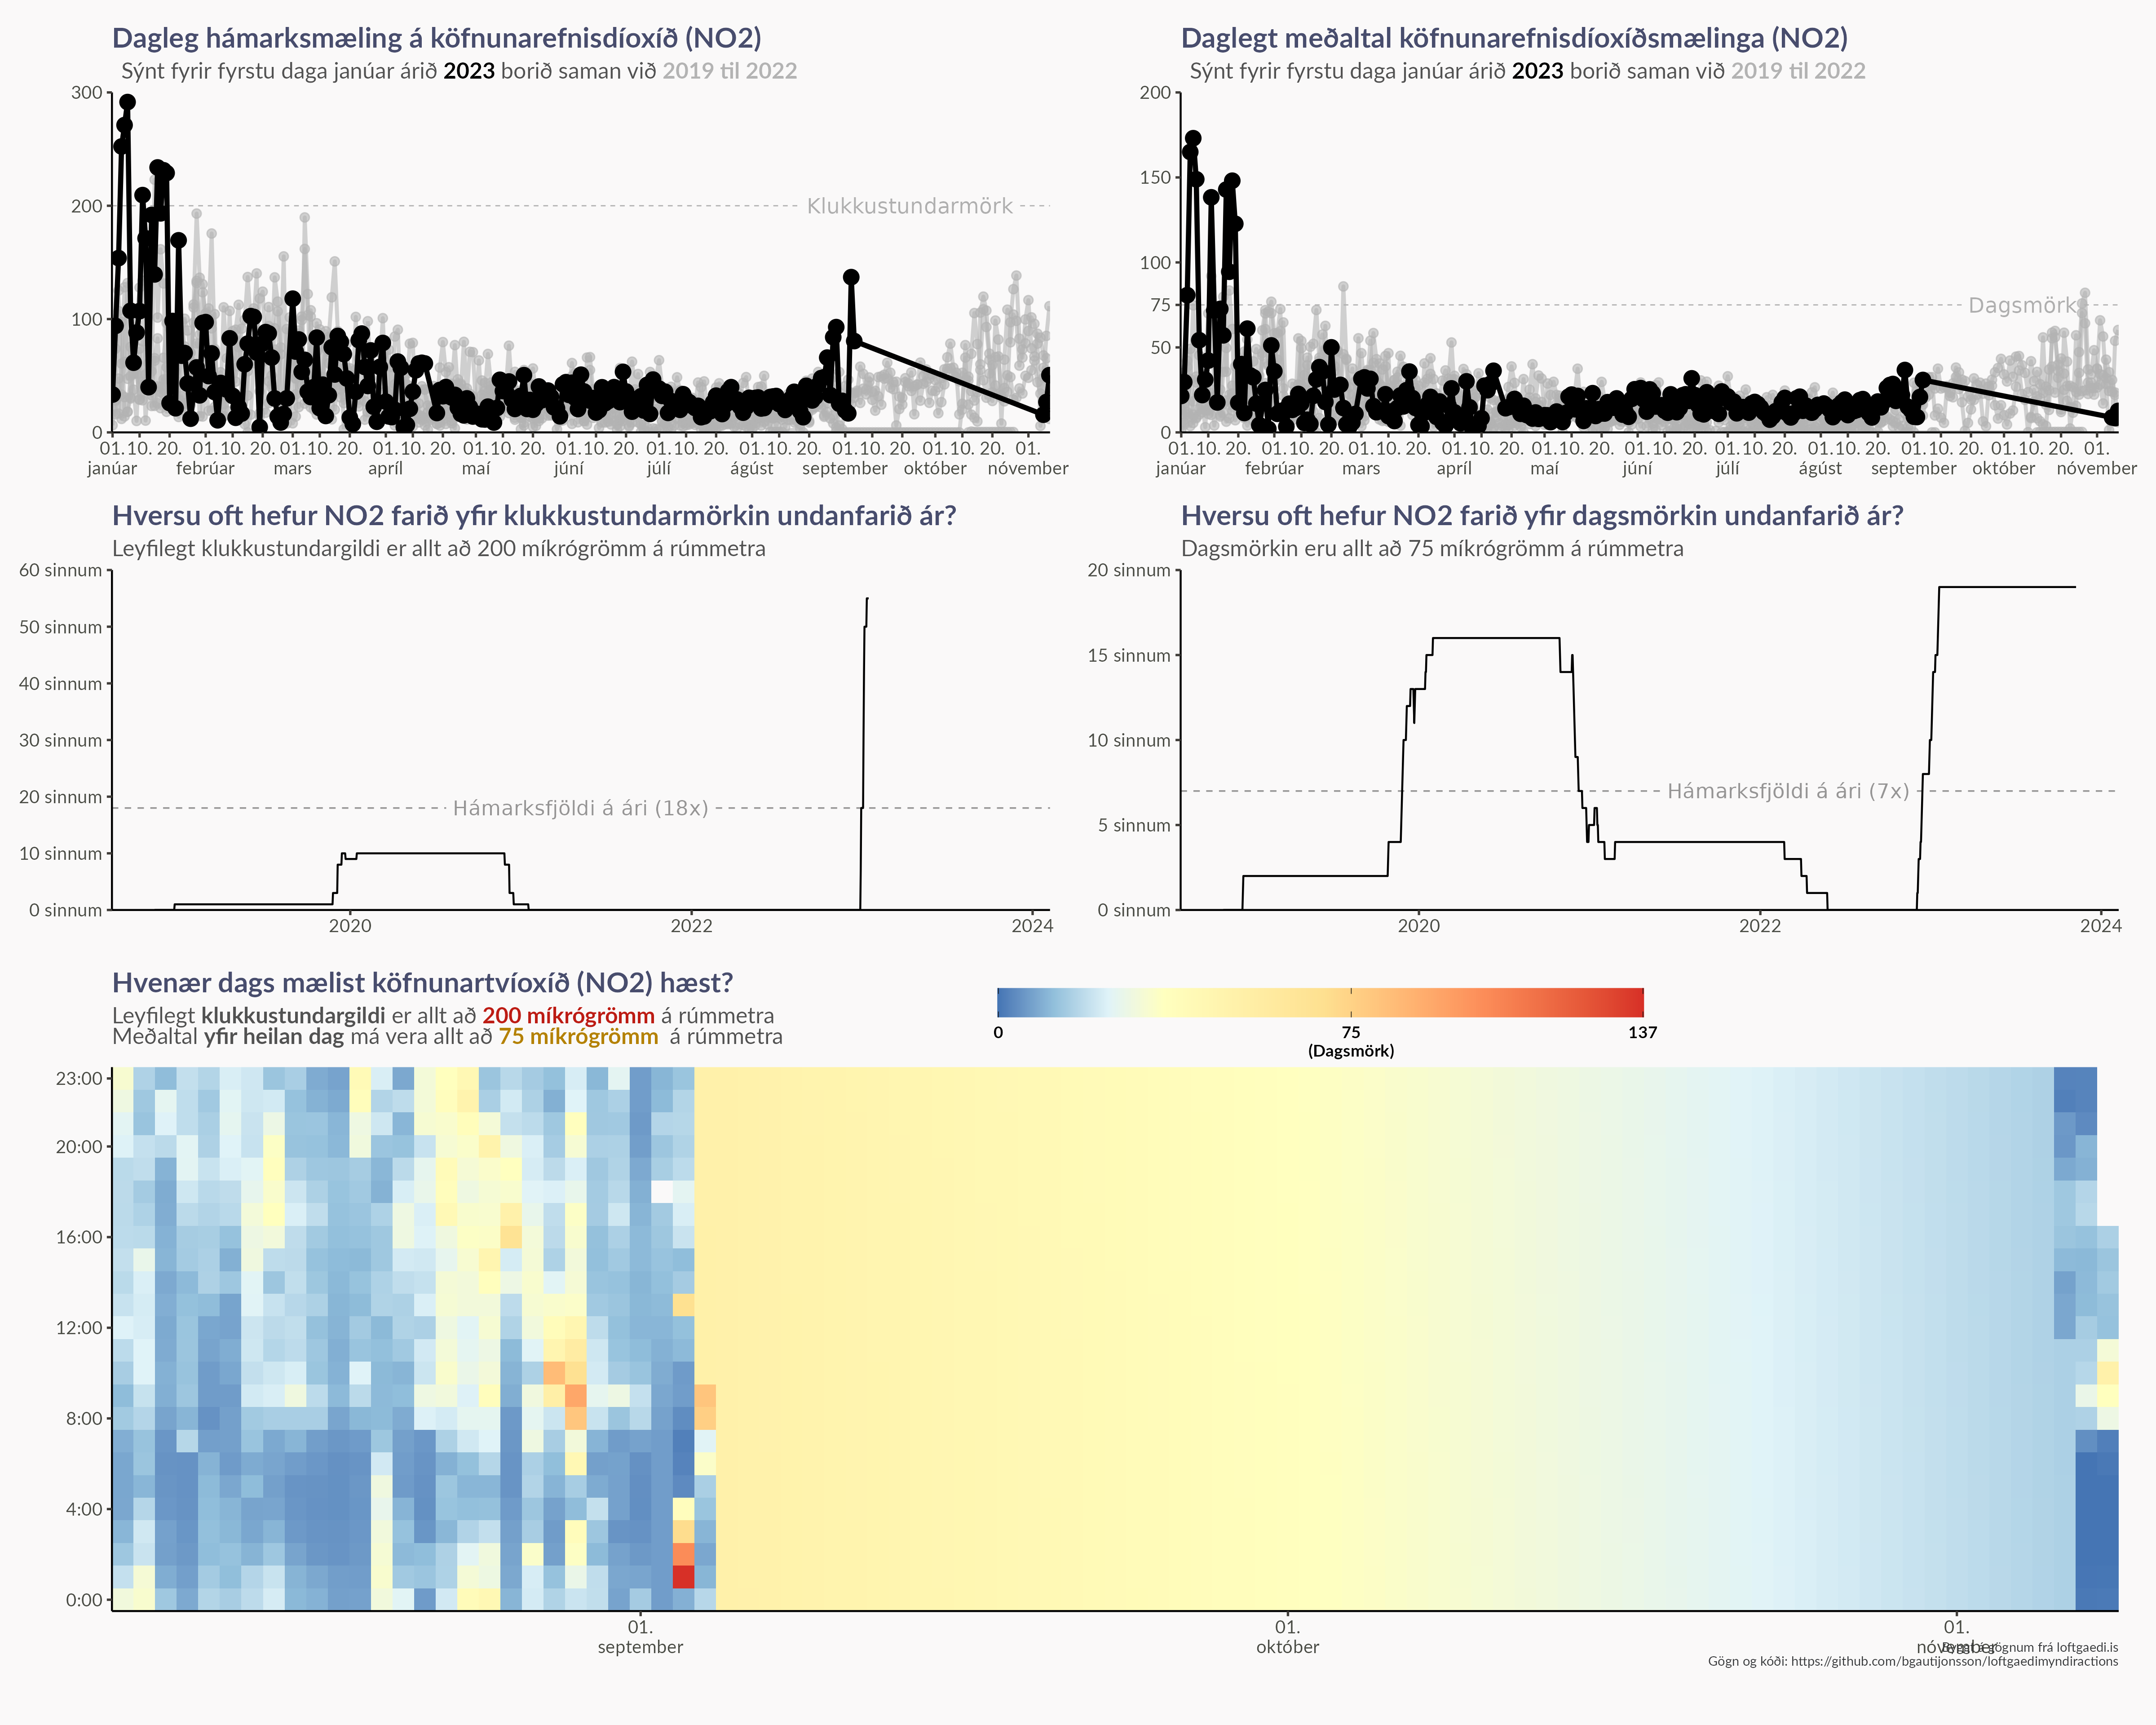 Dagleg hámarksmæling á köfnunarefnisdíoxíð (NO2)
Sýnt fyrir fyrstu daga janúar árið 2023 borið saman við 2019 til 2022
300
200
100
0
Klukkustundarmörk
01. 10. 20. 01. 10. 20. 01. 10. 20. 01. 10. 20. 01. 10. 20. 01. 10. 20. 01. 10. 20. 01. 10. 20. 01. 10. 20. 01. 10. 20. 01.
janúar febrúar mars apríl maí júní júlí ágúst september október nóvember
Daglegt meðaltal köfnunarefnisdíoxíðsmælinga (NO2)
Sýnt fyrir fyrstu daga janúar árið 2023 borið saman við 2019 til 2022
200
150
100
75
50
0
Dagsmörk
01. 10. 20. 01. 10. 20. 01. 10. 20. 01. 10. 20. 01. 10. 20. 01. 10. 20. 01. 10. 20. 01. 10. 20. 01. 10. 20. 01. 10. 20. 01.
janúar febrúar mars apríl maí júní júlí ágúst september október nóvember
Hversu oft hefur NO2 farið yfir klukkustundarmörkin undanfarið ár?
Leyfilegt klukkustundargildi er allt að 200 míkrógrömm á rúmmetra
60 sinnum
50 sinnum
40 sinnum
30 sinnum
20 sinnum
10 sinnum
0 sinnum
Hámarksfjöldi á ári (18x)
2020 2022 2024
Hversu oft hefur NO2 farið yfir dagsmörkin undanfarið ár?
Dagsmörkin eru allt að 75 míkrógrömm á rúmmetra
20 sinnum
15 sinnum
10 sinnum
5 sinnum
0 sinnum
Hámarksfjöldi á ári (7x)
2020 2022 2024
Hvenær dags mælist köfnunartvíoxíð (NO2) hæst?
Leyfilegt klukkustundargildi er allt að 200 míkrógrömm á rúmmetra
Meðaltal yfir heilan dag má vera allt að 75 míkrógrömm á rúmmetra
0 75 137
(Dagsmörk)
23:00
20:00
16:00
12:00
8:00
4:00
0:00
01. 01. 01.
september október nóvember
gögnum frá loftgaedi.is
Gögn og kóði: https://github.com/bgautijonsson/loftgaedimyndiractions